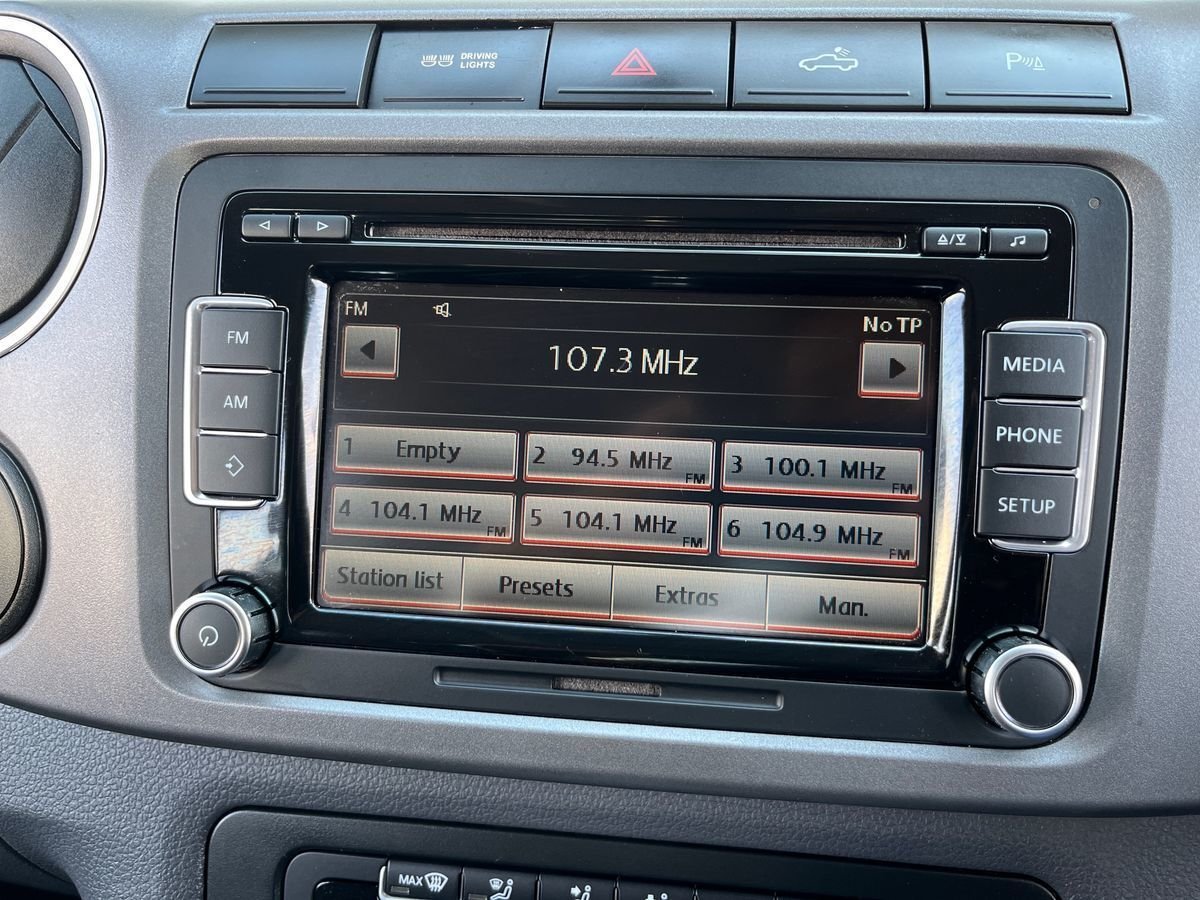 DRIVING
LIGHTS
P
FM
No TP
107.3 MHz
FM
AM
MEDIA
PHONE
SETUP
1 Empty
2 94.5 MHz FM
3 100.1 MHz FM
4 104.1 MHz FM
5 104.1 MHz FM
6 104.9 MHz FM
Station list
Presets
Extras
Man.
MAX